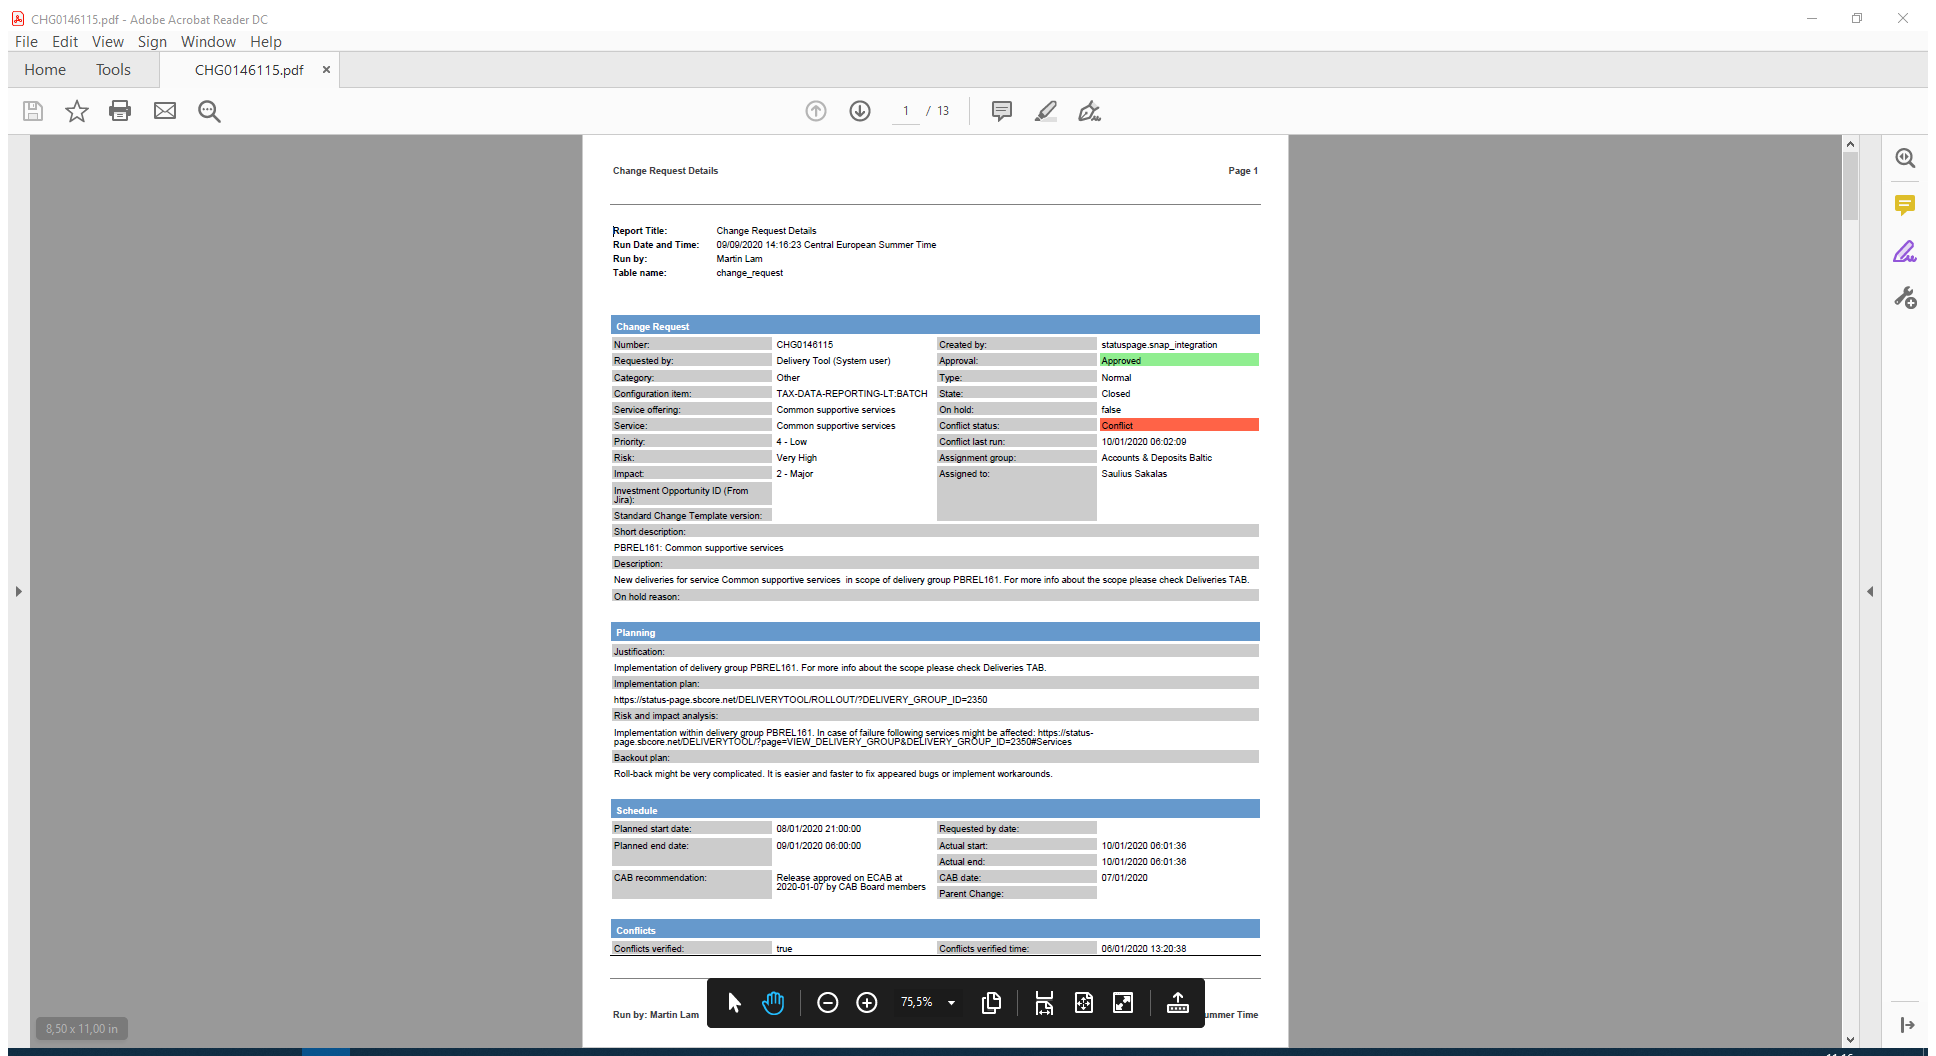 CHG0146115.pdf - Adobe Acrobat Reader DC
File Edit View Sign Window Help
Home Tools CHG0146115.pdf ×
1 / 13
Change Request Details Page 1
Report Title: Change Request Details
Run Date and Time: 09/09/2020 14:16:23 Central European Summer Time
Run by: Martin Lam
Table name: change_request
Change Request
Number: CHG0146115 Created by: statuspage.snap_integration
Requested by: Delivery Tool (System user) Approval: Approved
Category: Other Type: Normal
Configuration item: TAX-DATA-REPORTING-LT:BATCH State: Closed
Service offering: Common supportive services On hold: false
Service: Common supportive services Conflict status: Conflict
Priority: 4 - Low Conflict last run: 10/01/2020 06:02:09
Risk: Very High Assignment group: Accounts & Deposits Baltic
Impact: 2 - Major Assigned to: Saulius Sakalas
Investment Opportunity ID (From
Jira):
Standard Change Template version:
Short description:
PBREL161: Common supportive services
Description:
New deliveries for service Common supportive services in scope of delivery group PBREL161. For more info about the scope please check Deliveries TAB.
On hold reason:
Planning
Justification:
Implementation of delivery group PBREL161. For more info about the scope please check Deliveries TAB.
Implementation plan:
https://status-page.sbcore.net/DELIVERYTOOL/ROLLOUT/?DELIVERY_GROUP_ID=2350
Risk and impact analysis:
Implementation within delivery group PBREL161. In case of failure following services might be affected: https://status-
page.sbcore.net/DELIVERYTOOL/?page=VIEW_DELIVERY_GROUP&DELIVERY_GROUP_ID=2350#Services
Backout plan:
Roll-back might be very complicated. It is easier and faster to fix appeared bugs or implement workarounds.
Schedule
Planned start date: 08/01/2020 21:00:00 Requested by date:
Planned end date: 09/01/2020 06:00:00 Actual start: 10/01/2020 06:01:36
Actual end: 10/01/2020 06:01:36
CAB recommendation: Release approved on ECAB at CAB date: 07/01/2020
2020-01-07 by CAB Board members
Parent Change:
Conflicts
Conflicts verified: true Conflicts verified time: 06/01/2020 13:20:38
75,5%
Run by: Martin Lam ummer Time
8,50 x 11,00 in